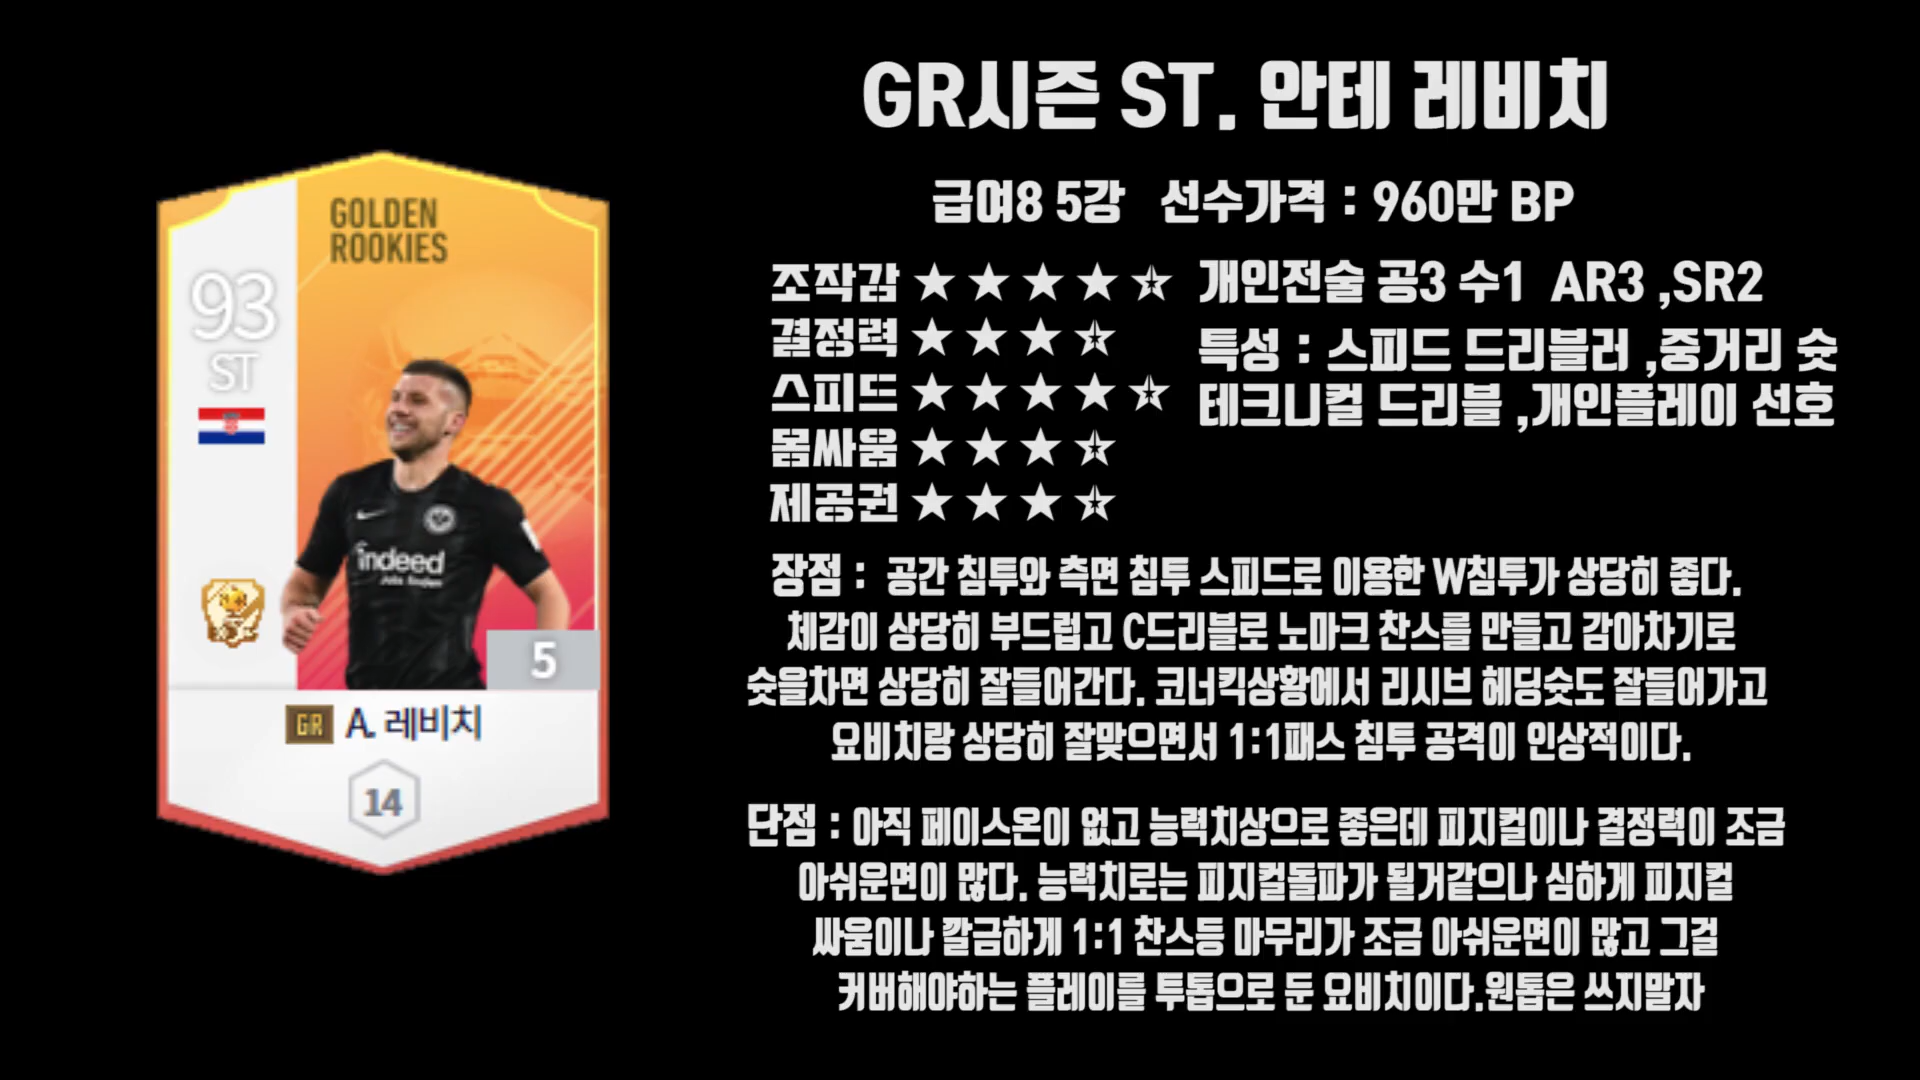 GR시즌 ST. 안테 레비치
급여8 5강 선수가격 : 960만 BP
GOLDEN
ROOKIES
93
ST
indeed
Jobs finden
5
GR A. 레비치
14
조작감 ★★★★⯪
결정력 ★★★⯪
스피드 ★★★★⯪
몸싸움 ★★★⯪
제공권 ★★★⯪
개인전술 공3 수1 AR3 ,SR2
특성 : 스피드 드리블러 ,중거리 슛
테크니컬 드리블 ,개인플레이 선호
장점 : 공간 침투와 측면 침투 스피드로 이용한 W침투가 상당히 좋다.
체감이 상당히 부드럽고 C드리블로 노마크 찬스를 만들고 감아차기로
슛을차면 상당히 잘들어간다. 코너킥상황에서 리시브 헤딩슛도 잘들어가고
요비치랑 상당히 잘맞으면서 1:1패스 침투 공격이 인상적이다.
단점 : 아직 페이스온이 없고 능력치상으로 좋은데 피지컬이나 결정력이 조금
아쉬운면이 많다. 능력치로는 피지컬돌파가 될거같으나 심하게 피지컬
싸움이나 깔금하게 1:1 찬스등 마무리가 조금 아쉬운면이 많고 그걸
커버해야하는 플레이를 투톱으로 둔 요비치이다.원톱은 쓰지말자